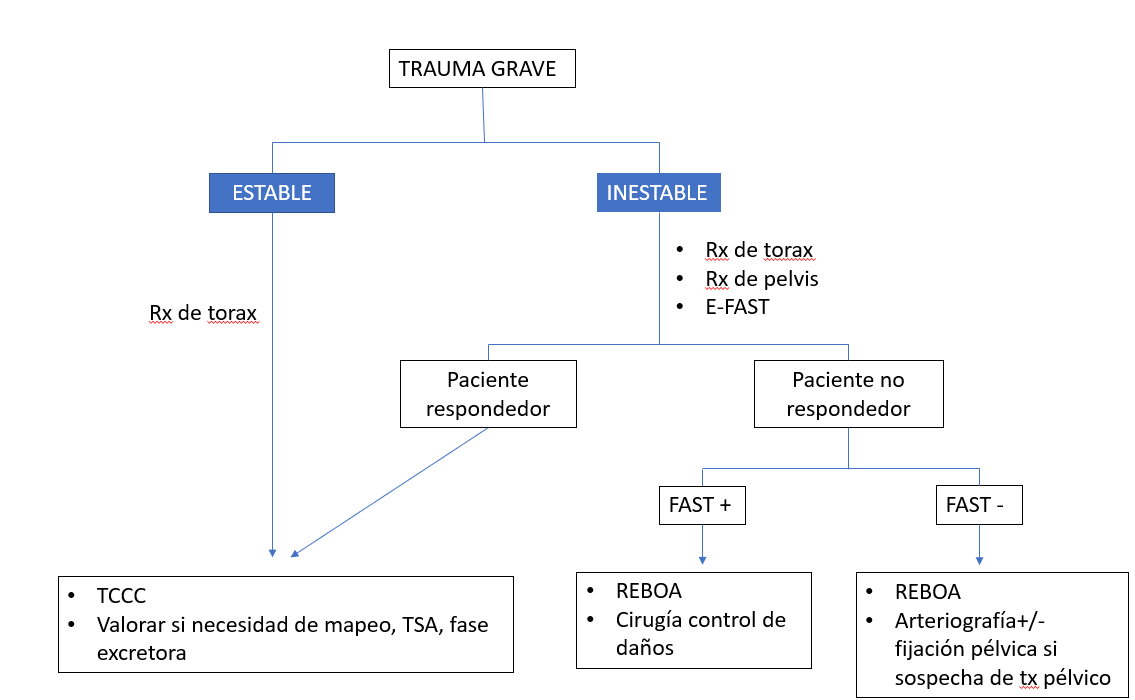 TRAUMA GRAVE
ESTABLE
INESTABLE
• Rx de torax
• Rx de pelvis
• E-FAST
Rx de torax
Paciente
respondedor
Paciente no
respondedor
FAST +
FAST -
• TCCC
• Valorar si necesidad de mapeo, TSA, fase
excretora
• REBOA
• Cirugía control de
daños
• REBOA
• Arteriografía+/-
fijación pélvica si
sospecha de tx pélvico